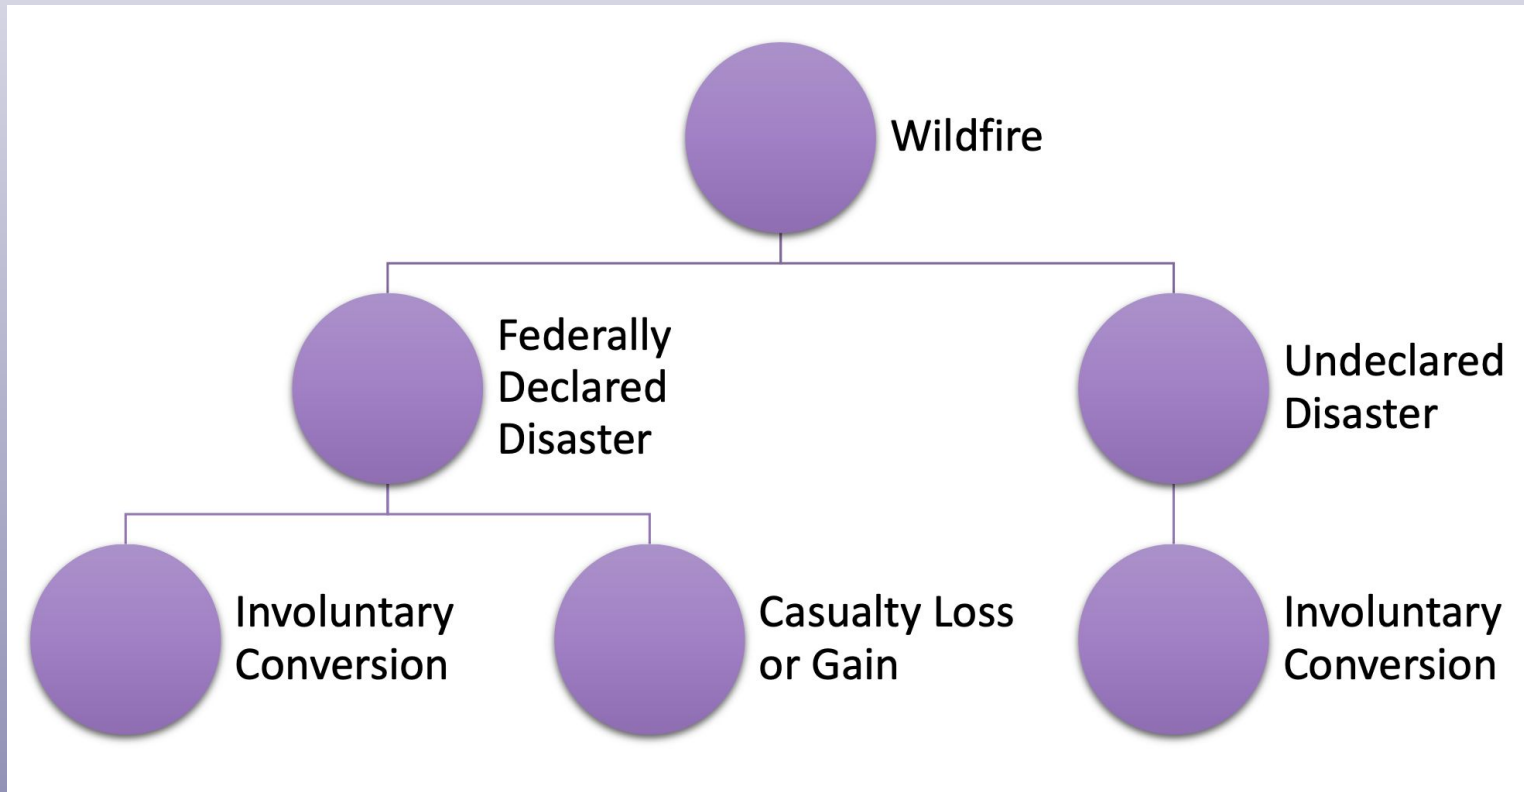 Wildfire
Federally
Declared
Disaster
Undeclared
Disaster
Involuntary
Conversion
Casualty Loss
or Gain
Involuntary
Conversion